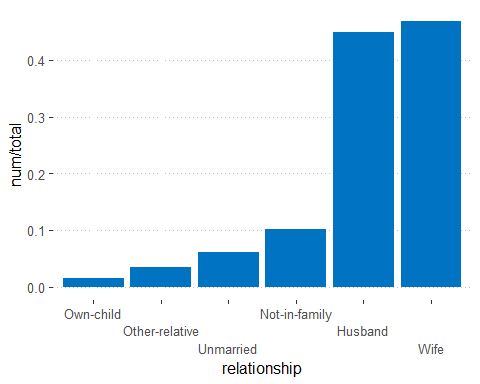 num/total
0.4
0.3
0.2
0.1
0.0
Own-child
Not-in-family
Other-relative
Husband
Unmarried
Wife
relationship